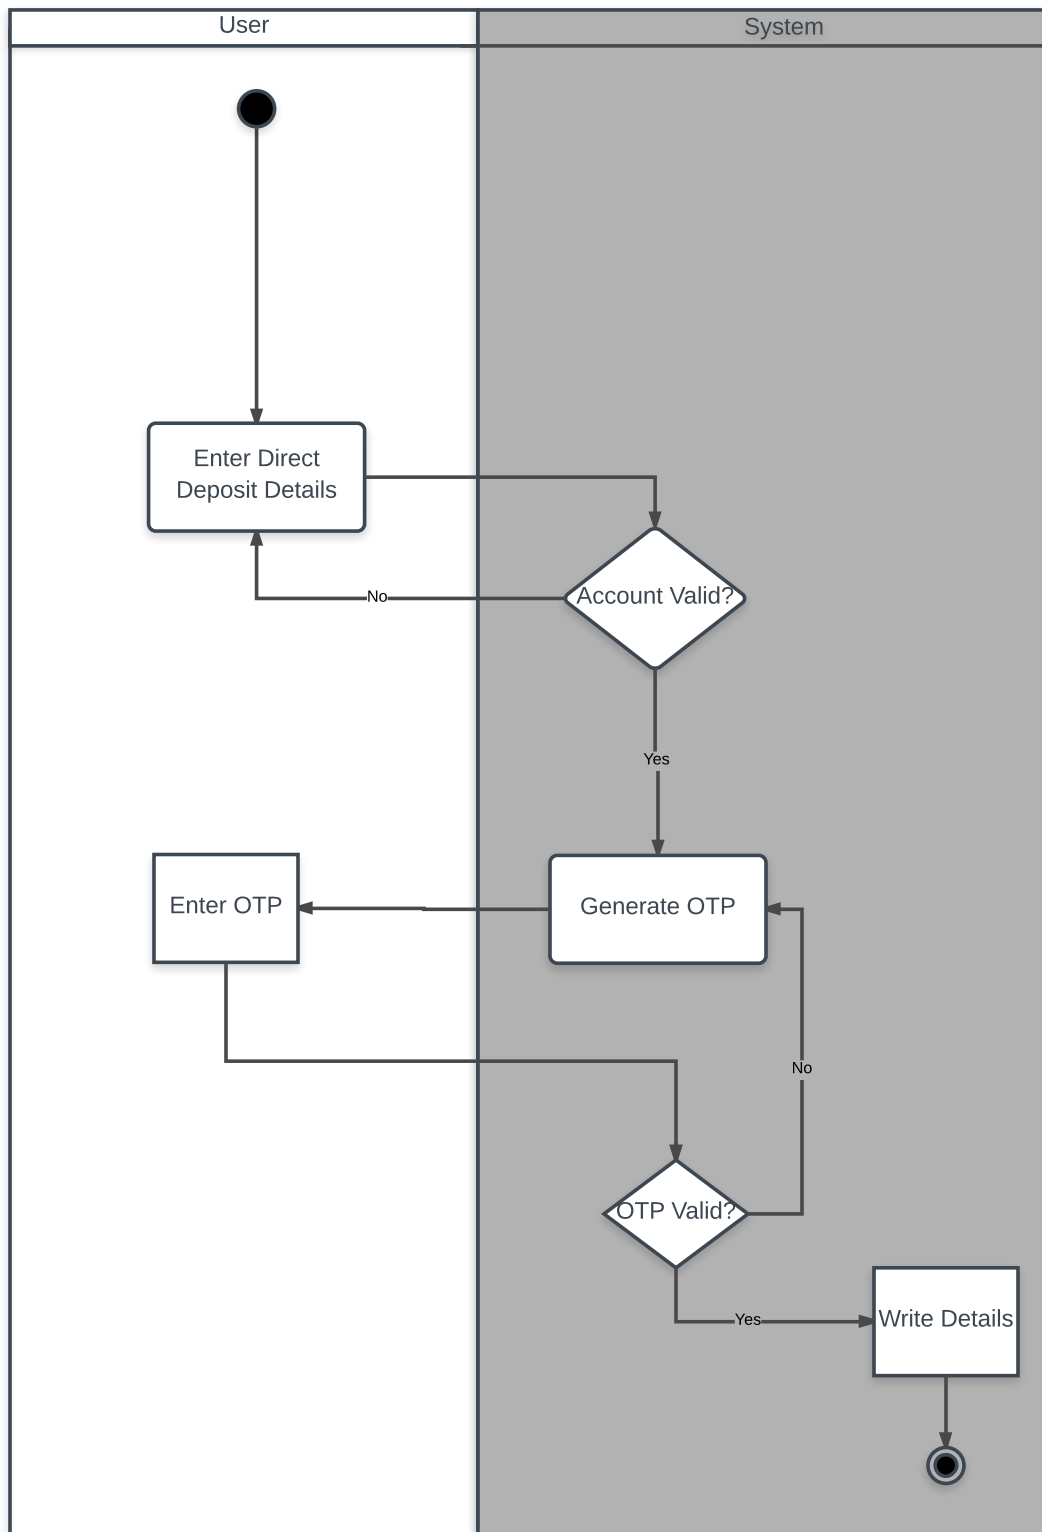 User
System
Enter Direct
Deposit Details
Account Valid?
No
Yes
Enter OTP
Generate OTP
No
OTP Valid?
Yes
Write Details